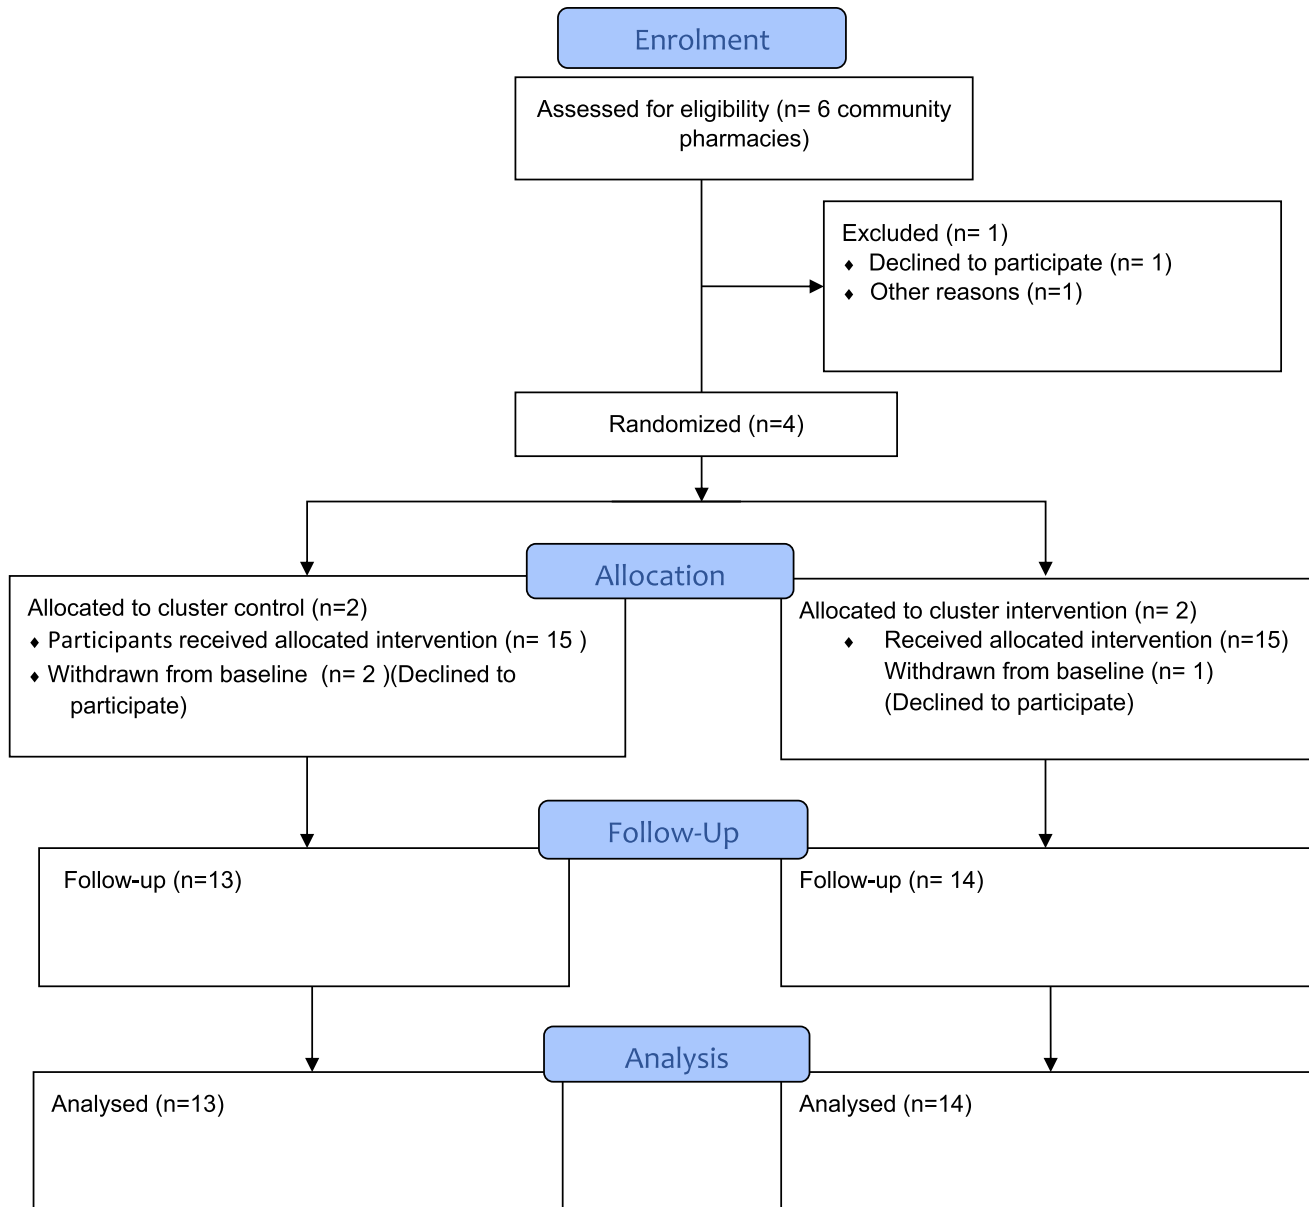 Enrolment
Assessed for eligibility (n= 6 community
pharmacies)
Excluded (n= 1)
♦ Declined to participate (n= 1)
♦ Other reasons (n=1)
Randomized (n=4)
Allocation
Allocated to cluster control (n=2)
♦ Participants received allocated intervention (n= 15 )
♦ Withdrawn from baseline (n= 2 )(Declined to
participate)
Allocated to cluster intervention (n= 2)
♦ Received allocated intervention (n=15)
Withdrawn from baseline (n= 1)
(Declined to participate)
Follow-Up
Follow-up (n=13)
Follow-up (n= 14)
Analysis
Analysed (n=13)
Analysed (n=14)